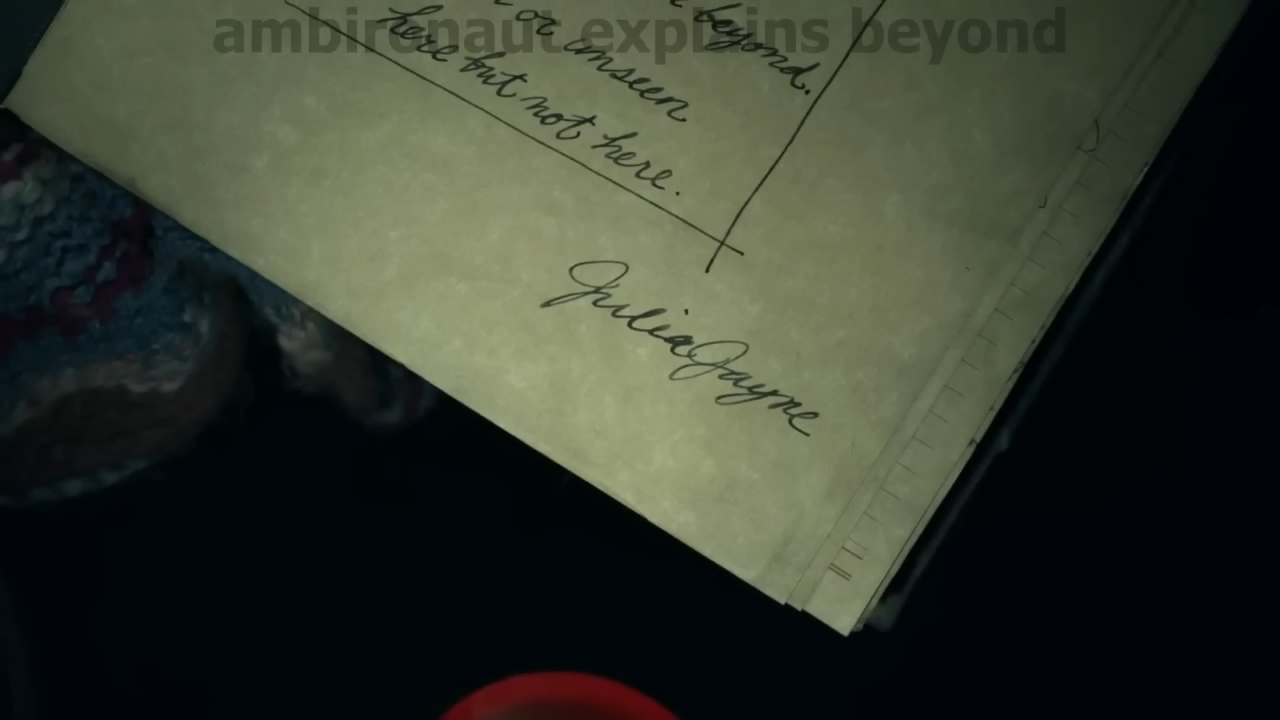 ambironaut explains beyond
beyond.
or unseen
here but not here.
Julia Jayne